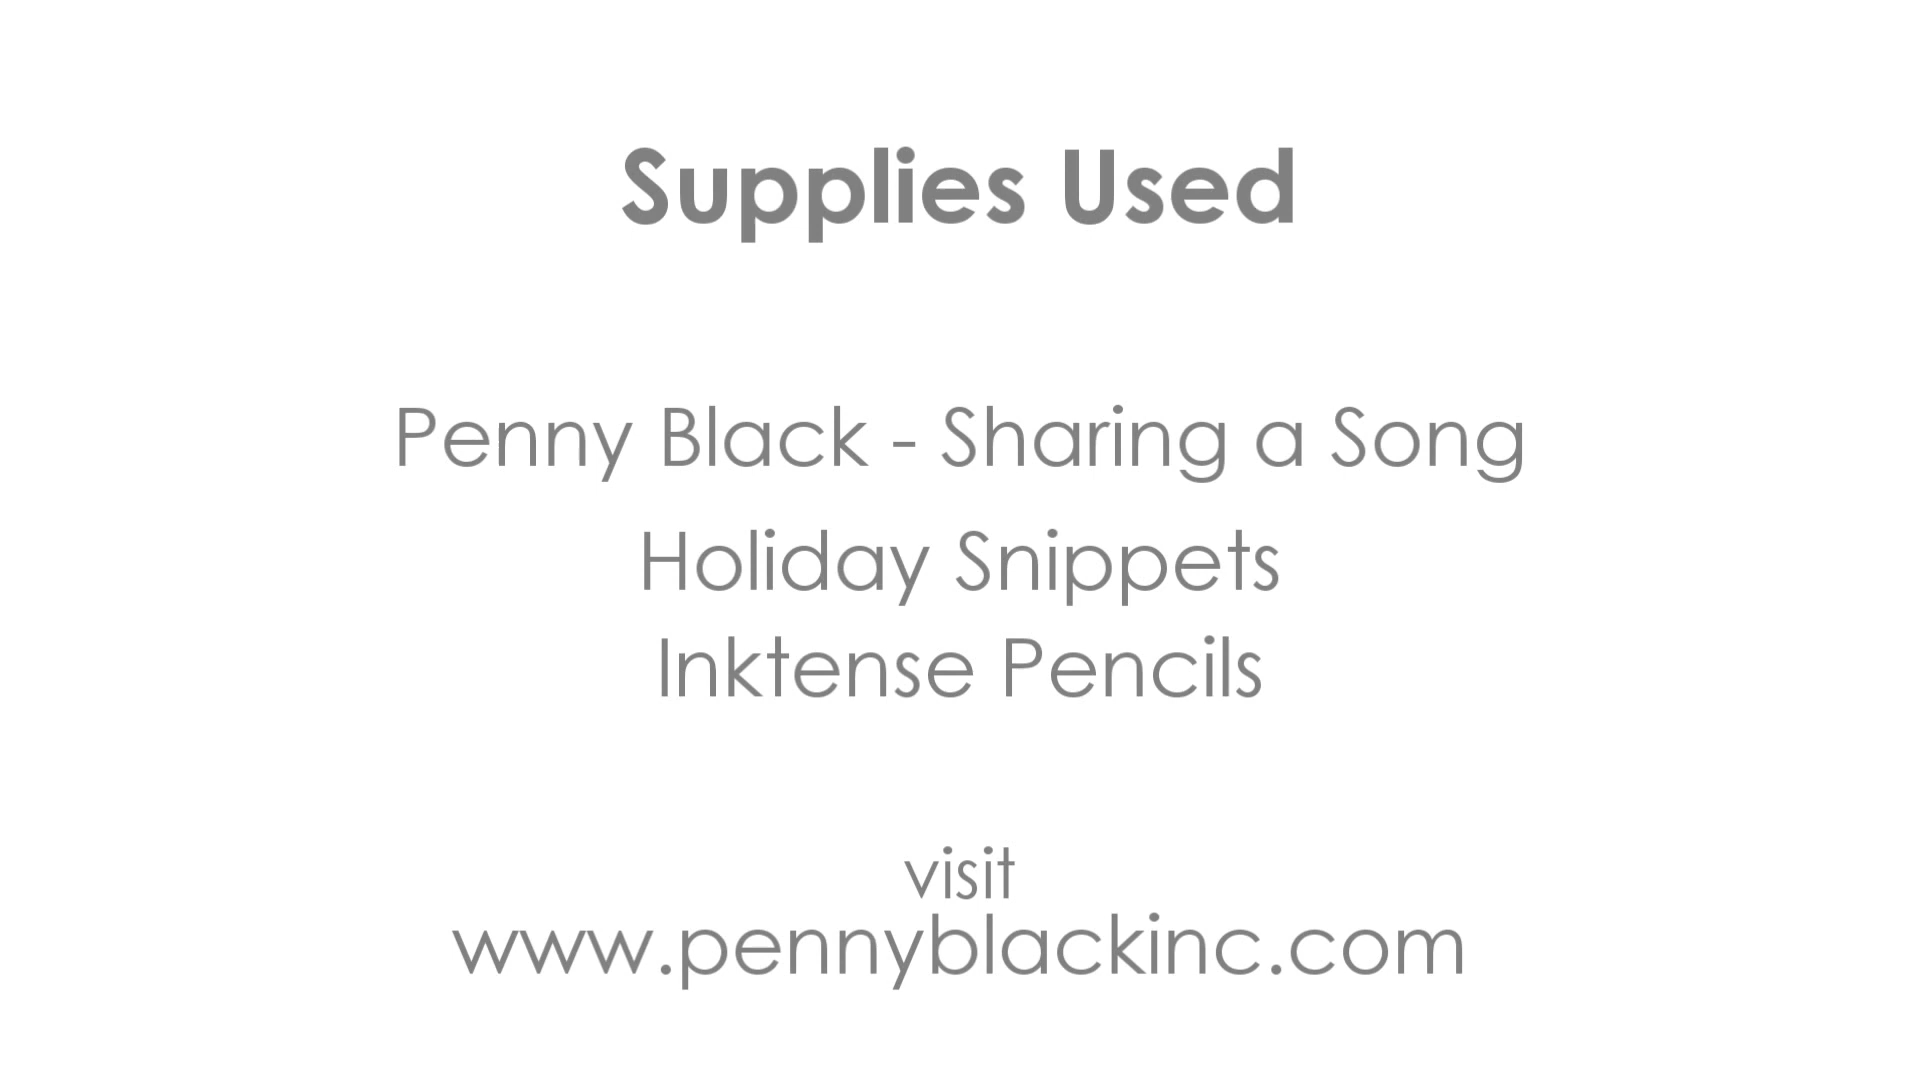 Supplies Used
Penny Black - Sharing a Song
Holiday Snippets
Inktense Pencils
visit
www.pennyblackinc.com